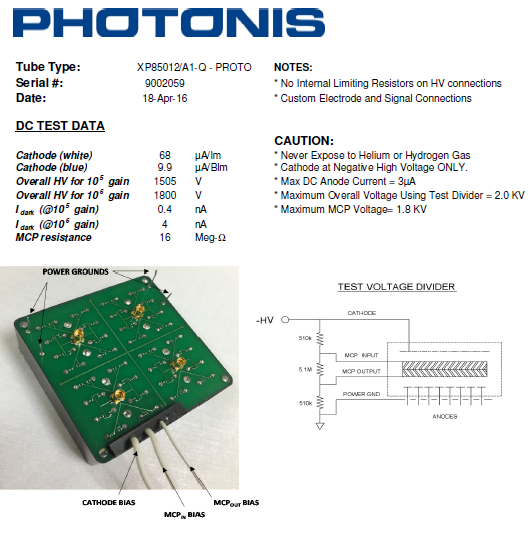 PHOTONIS
Tube Type: XP85012/A1-Q - PROTO
Serial #: 9002059
Date: 18-Apr-16
NOTES:
* No Internal Limiting Resistors on HV connections
* Custom Electrode and Signal Connections
DC TEST DATA
Cathode (white) 68 µA/lm
Cathode (blue) 9.9 µA/Blm
Overall HV for 10⁵ gain 1505 V
Overall HV for 10⁶ gain 1800 V
I dark (@10⁵ gain) 0.4 nA
I dark (@10⁶ gain) 4 nA
MCP resistance 16 Meg-Ω
CAUTION:
* Never Expose to Helium or Hydrogen Gas
* Cathode at Negative High Voltage ONLY.
* Max DC Anode Current = 3µA
* Maximum Overall Voltage Using Test Divider = 2.0 KV
* Maximum MCP Voltage= 1.8 KV
POWER GROUNDS
CATHODE BIAS
MCP IN BIAS
MCP OUT BIAS
TEST VOLTAGE DIVIDER
-HV
CATHODE
510k
MCP INPUT
5.1M
MCP OUTPUT
POWER GND
510k
ANODES